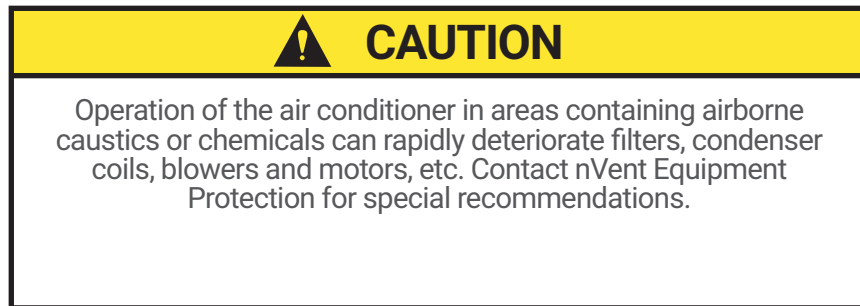 CAUTION
Operation of the air conditioner in areas containing airborne
caustics or chemicals can rapidly deteriorate filters, condenser
coils, blowers and motors, etc. Contact nVent Equipment
Protection for special recommendations.